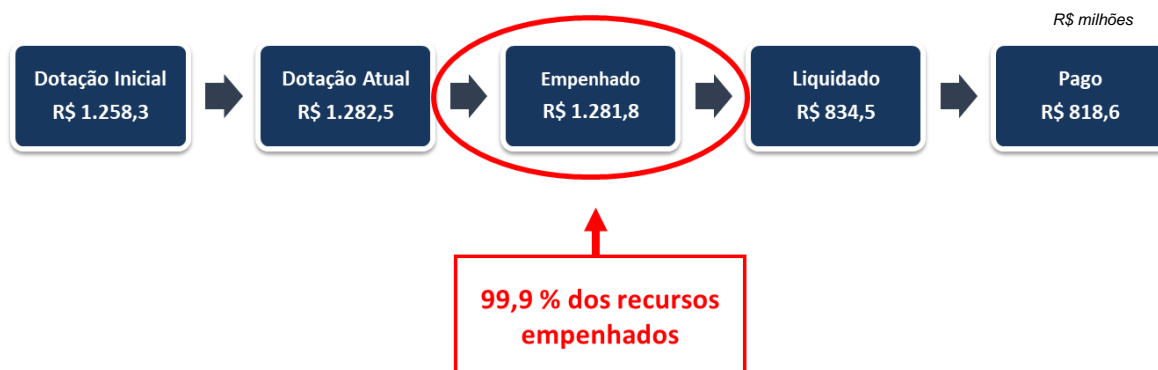 R$ milhões
Dotação Inicial
R$ 1.258,3
Dotação Atual
R$ 1.282,5
Empenhado
R$ 1.281,8
Liquidado
R$ 834,5
Pago
R$ 818,6
99,9 % dos recursos
empenhados